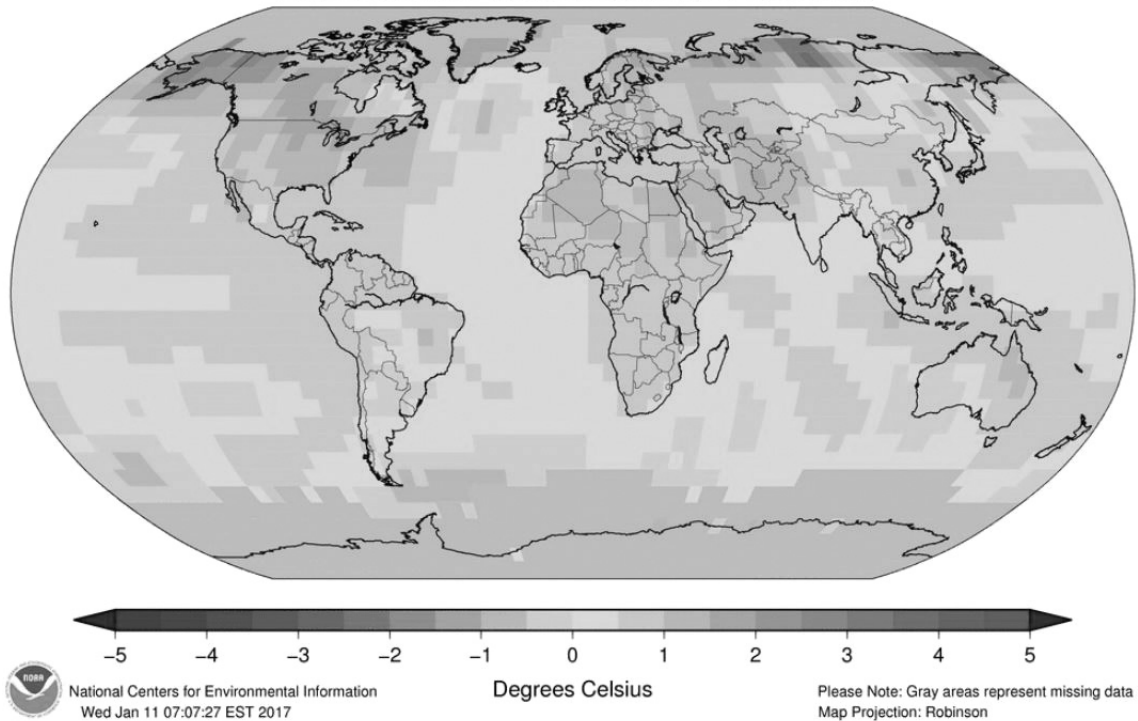 −5 −4 −3 −2 −1 0 1 2 3 4 5
NOAA
National Centers for Environmental Information
Wed Jan 11 07:07:27 EST 2017
Degrees Celsius
Please Note: Gray areas represent missing data
Map Projection: Robinson